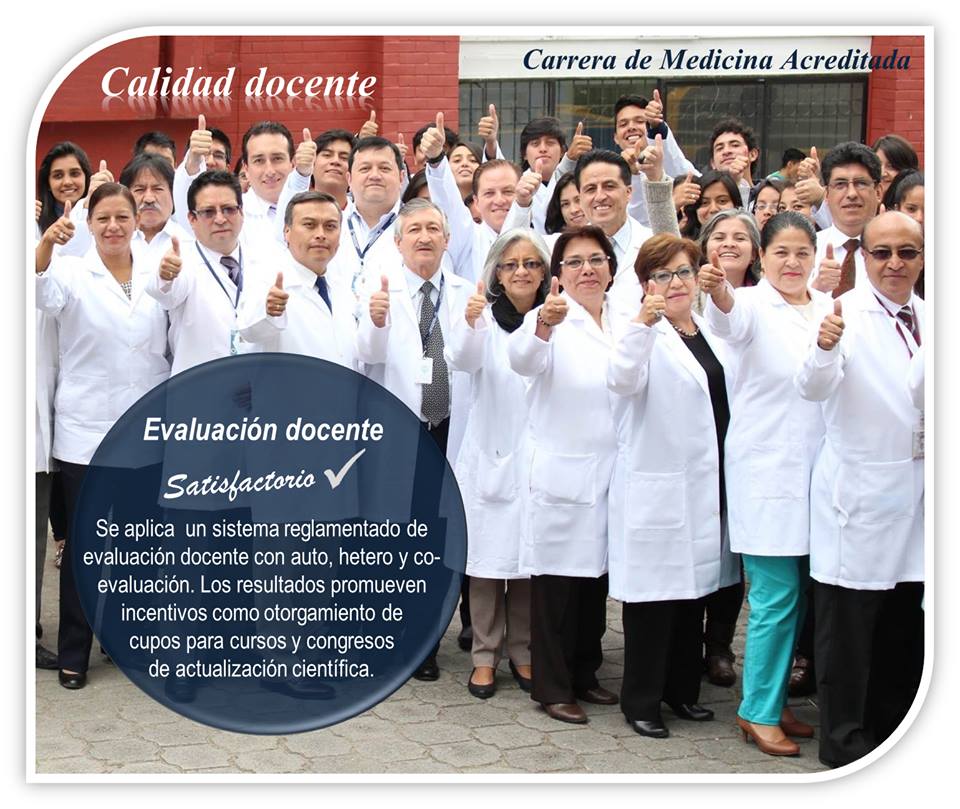 Calidad docente
Carrera de Medicina Acreditada
Evaluación docente
Satisfactorio
Se aplica un sistema reglamentado de
evaluación docente con auto, hetero y co-
evaluación. Los resultados promueven
incentivos como otorgamiento de
cupos para cursos y congresos
de actualización científica.